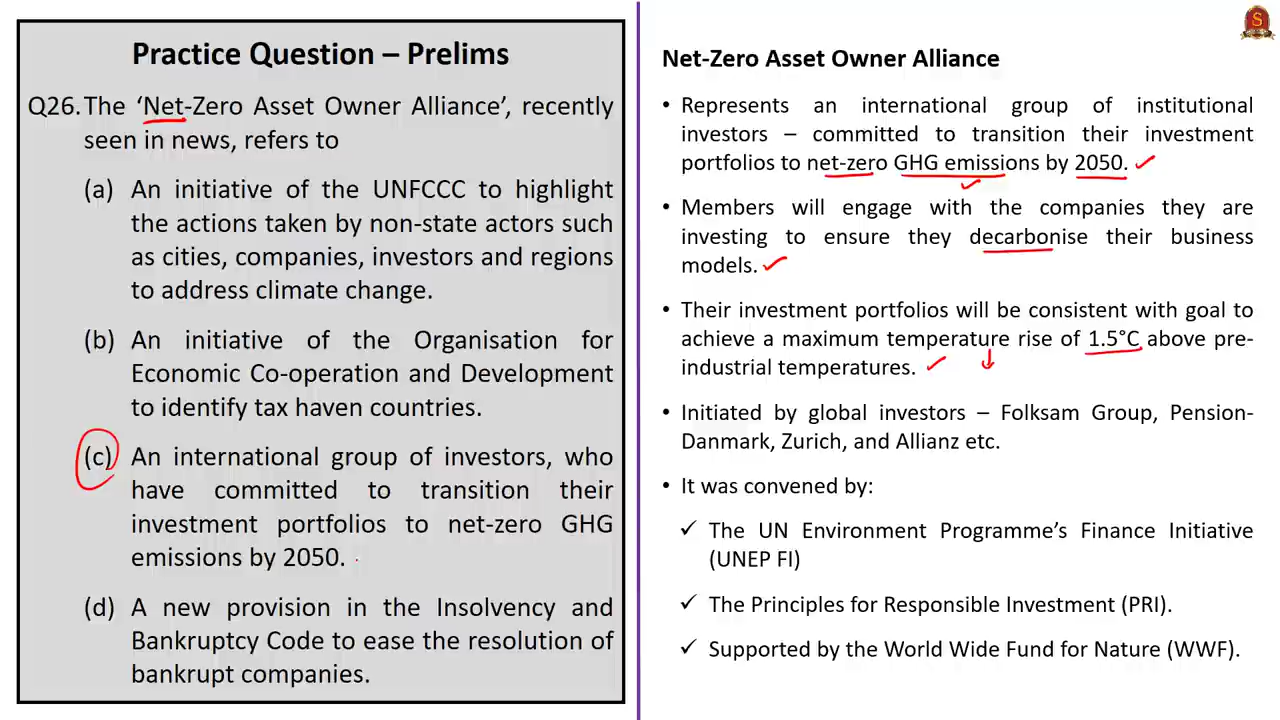 Practice Question – Prelims
Q26. The ‘Net-Zero Asset Owner Alliance’, recently
seen in news, refers to
(a) An initiative of the UNFCCC to highlight
the actions taken by non-state actors such
as cities, companies, investors and regions
to address climate change.
(b) An initiative of the Organisation for
Economic Co-operation and Development
to identify tax haven countries.
(c) An international group of investors, who
have committed to transition their
investment portfolios to net-zero GHG
emissions by 2050.
(d) A new provision in the Insolvency and
Bankruptcy Code to ease the resolution of
bankrupt companies.
Net-Zero Asset Owner Alliance
• Represents an international group of institutional
investors – committed to transition their investment
portfolios to net-zero GHG emissions by 2050.
• Members will engage with the companies they are
investing to ensure they decarbonise their business
models.
• Their investment portfolios will be consistent with goal to
achieve a maximum temperature rise of 1.5°C above pre-
industrial temperatures.
• Initiated by global investors – Folksam Group, Pension-
Danmark, Zurich, and Allianz etc.
• It was convened by:
✓ The UN Environment Programme’s Finance Initiative
(UNEP FI)
✓ The Principles for Responsible Investment (PRI).
✓ Supported by the World Wide Fund for Nature (WWF).